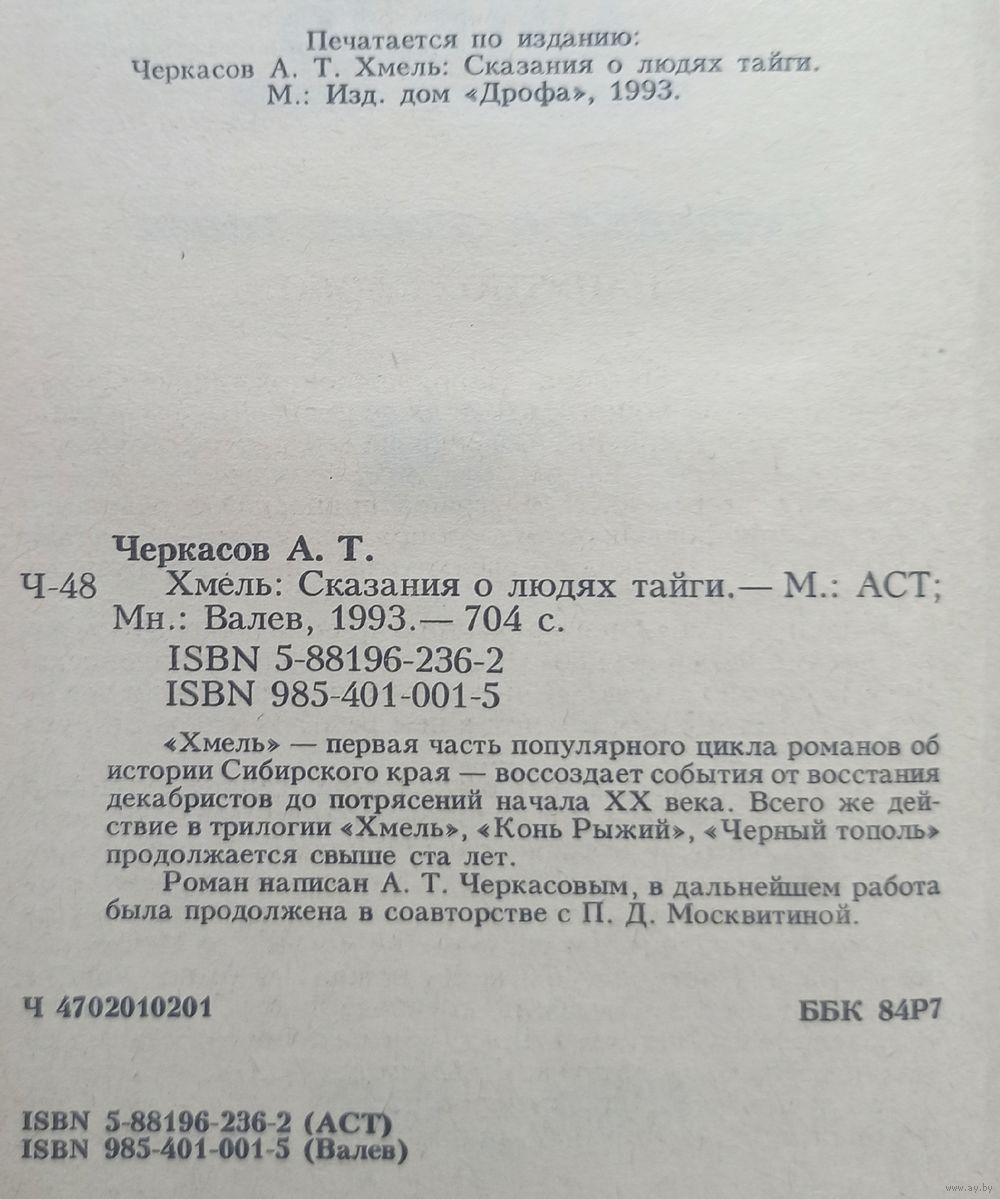 Печатается по изданию:
Черкасов А. Т. Хмель: Сказания о людях тайги.
М.: Изд. дом «Дрофа», 1993.
Черкасов А. Т.
Ч-48 Хмель: Сказания о людях тайги.— М.: АСТ;
Мн.: Валев, 1993.— 704 с.
ISBN 5-88196-236-2
ISBN 985-401-001-5
«Хмель» — первая часть популярного цикла романов об
истории Сибирского края — воссоздает события от восстания
декабристов до потрясений начала XX века. Всего же дей-
ствие в трилогии «Хмель», «Конь Рыжий», «Черный тополь»
продолжается свыше ста лет.
Роман написан А. Т. Черкасовым, в дальнейшем работа
была продолжена в соавторстве с П. Д. Москвитиной.
Ч 4702010201 ББК 84Р7
ISBN 5-88196-236-2 (АСТ)
ISBN 985-401-001-5 (Валев)
www.ay.by